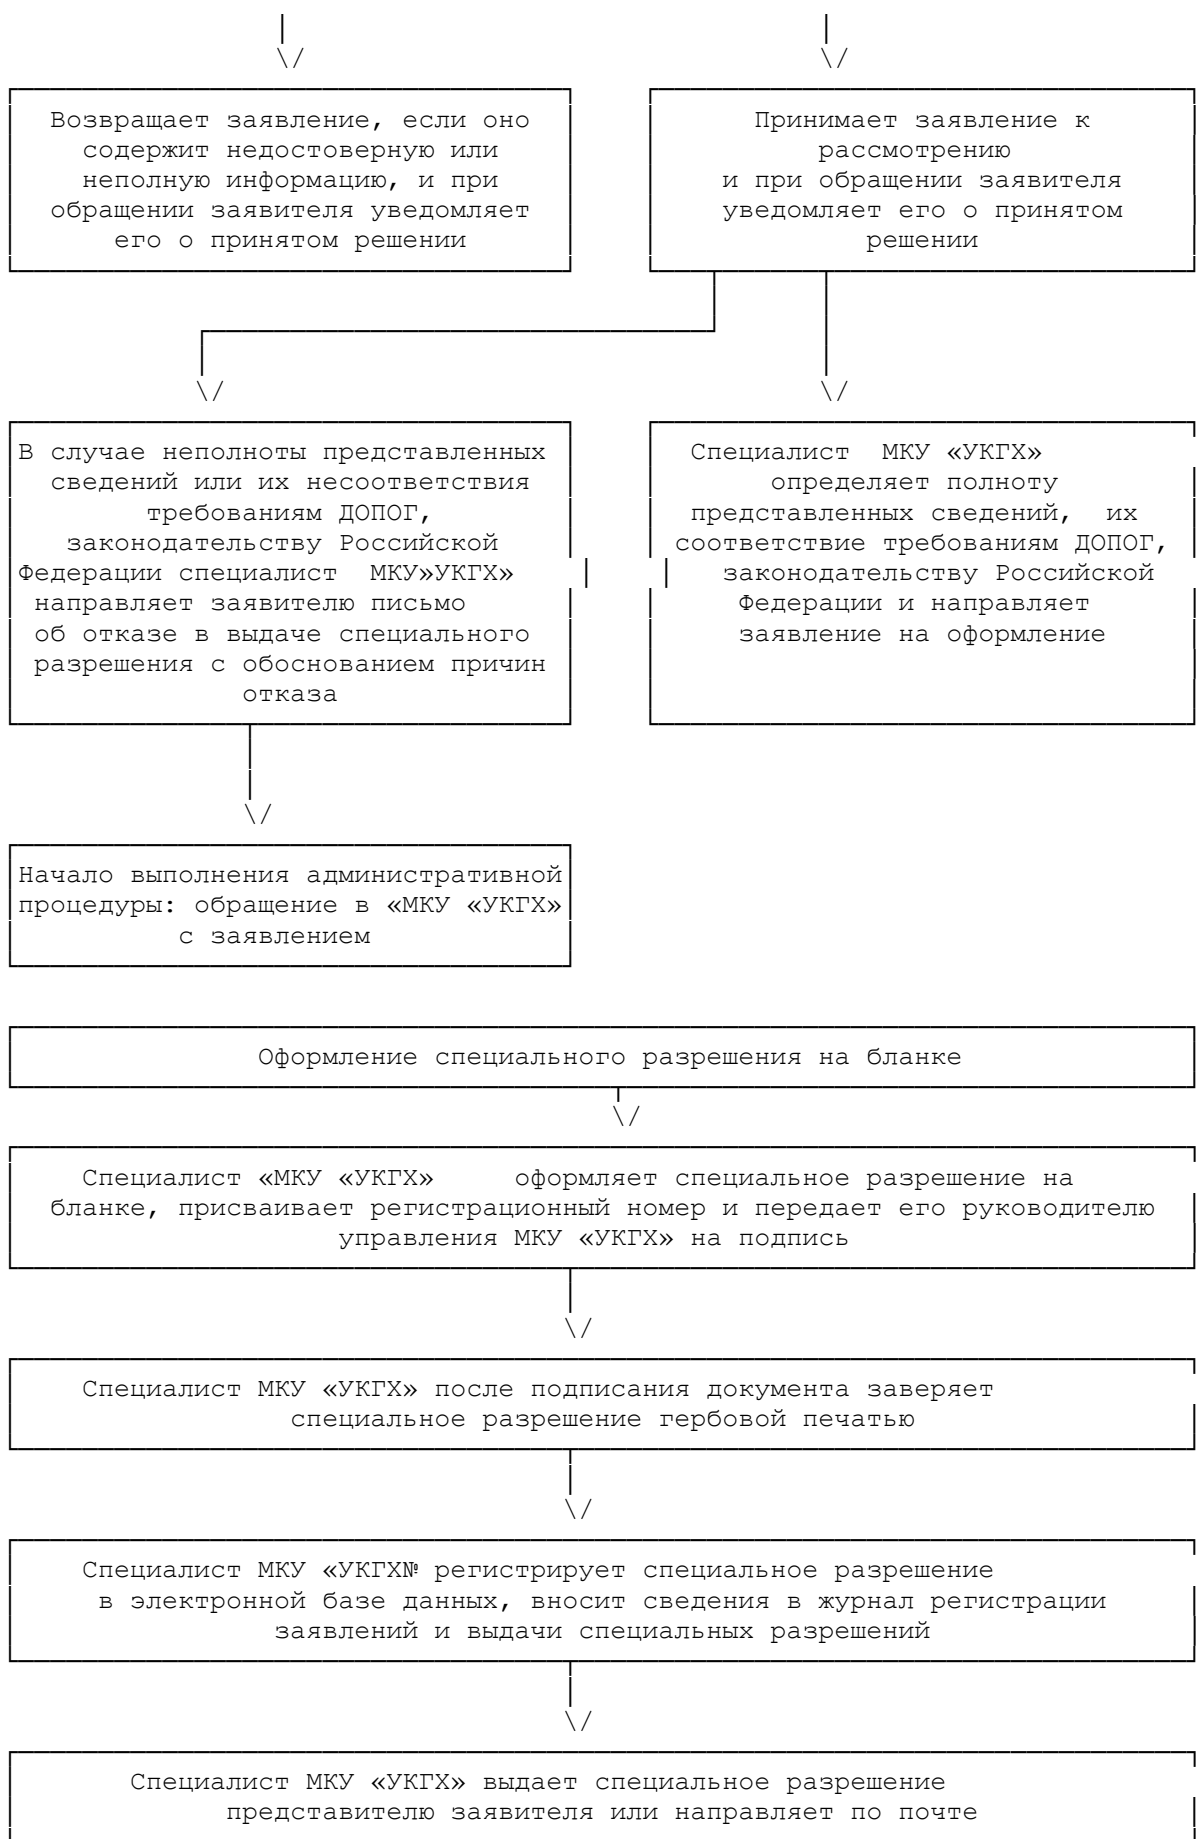 Возвращает заявление, если оно
содержит недостоверную или
неполную информацию, и при
обращении заявителя уведомляет
его о принятом решении
Принимает заявление к
рассмотрению
и при обращении заявителя
уведомляет его о принятом
решении
В случае неполноты представленных
сведений или их несоответствия
требованиям ДОПОГ,
законодательству Российской
Федерации специалист МКУ»УКГХ»
направляет заявителю письмо
об отказе в выдаче специального
разрешения с обоснованием причин
отказа
Специалист МКУ «УКГХ»
определяет полноту
представленных сведений, их
соответствие требованиям ДОПОГ,
законодательству Российской
Федерации и направляет
заявление на оформление
Начало выполнения административной
процедуры: обращение в «МКУ «УКГХ»
с заявлением
Оформление специального разрешения на бланке
Специалист «МКУ «УКГХ» оформляет специальное разрешение на
бланке, присваивает регистрационный номер и передает его руководителю
управления МКУ «УКГХ» на подпись
Специалист МКУ «УКГХ» после подписания документа заверяет
специальное разрешение гербовой печатью
Специалист МКУ «УКГХ№ регистрирует специальное разрешение
в электронной базе данных, вносит сведения в журнал регистрации
заявлений и выдачи специальных разрешений
Специалист МКУ «УКГХ» выдает специальное разрешение
представителю заявителя или направляет по почте